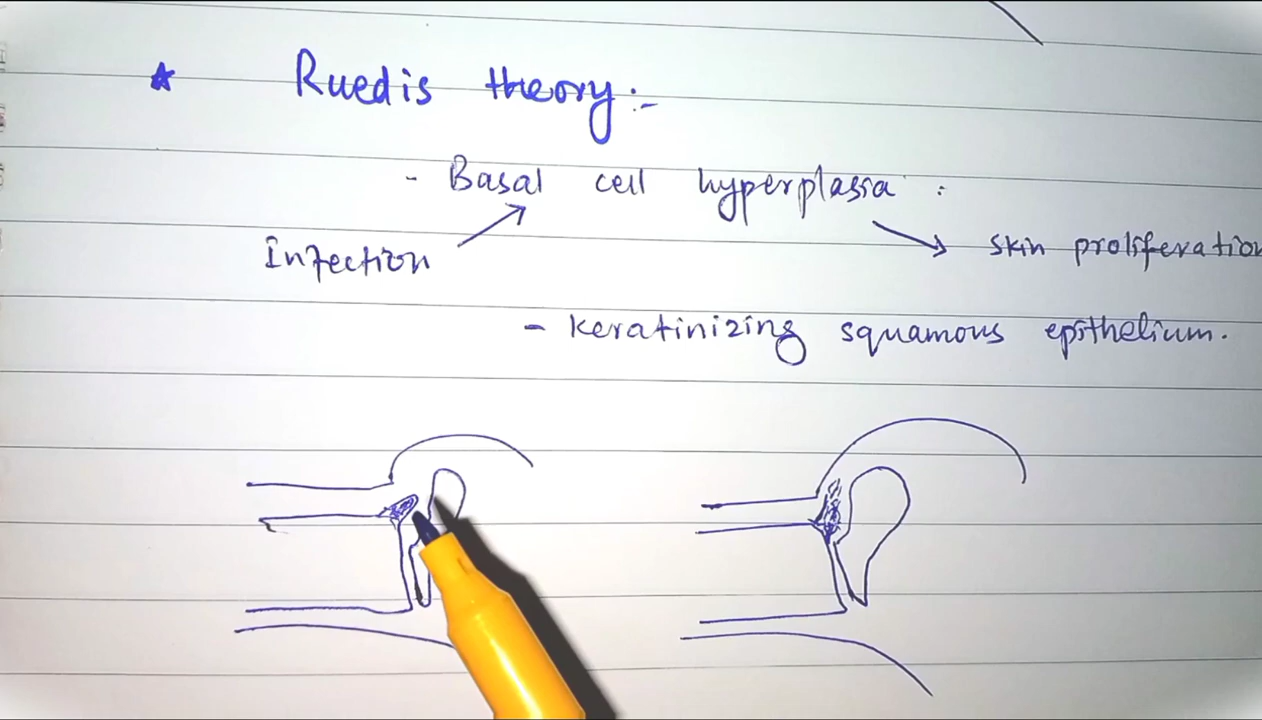 ★ Ruedis theory :-
- Basal cell hyperplasia :
Infection
skin proliferation
- keratinizing squamous epithelium.